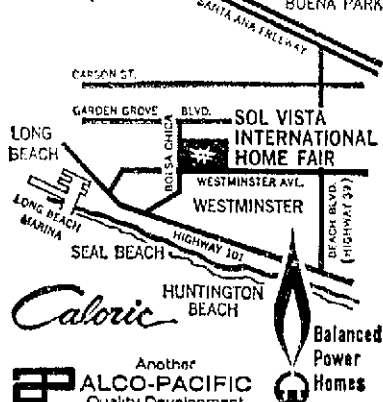 BUENA PARK
SANTA ANA FREEWAY
CARSON ST.
GARDEN GROVE BLVD.
SOL VISTA
INTERNATIONAL
HOME FAIR
LONG
BEACH
BOLSA CHICA
WESTMINSTER AVE.
WESTMINSTER
BEACH BLVD.
(HIGHWAY 39)
LONG BEACH
MARINA
HIGHWAY 101
SEAL BEACH
HUNTINGTON
BEACH
Caloric
Balanced
Power
Homes
Another
ALCO-PACIFIC
Quality Development